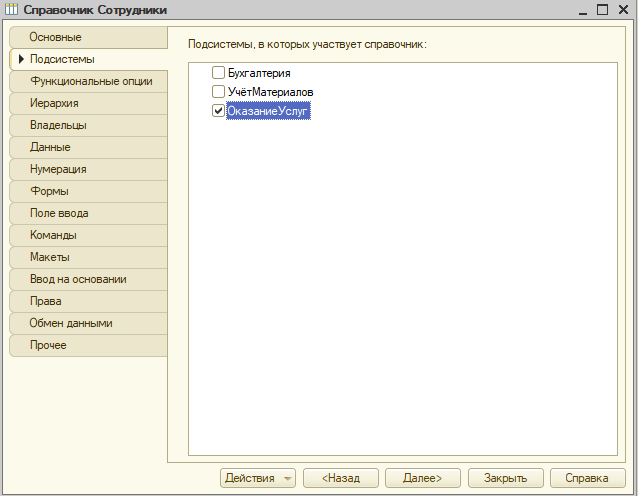 Справочник Сотрудники
Основные
Подсистемы
Функциональные опции
Иерархия
Владельцы
Данные
Нумерация
Формы
Поле ввода
Команды
Макеты
Ввод на основании
Права
Обмен данными
Прочее
Подсистемы, в которых участвует справочник:
Бухгалтерия
УчётМатериалов
ОказаниеУслуг
Действия
<Назад
Далее>
Закрыть
Справка